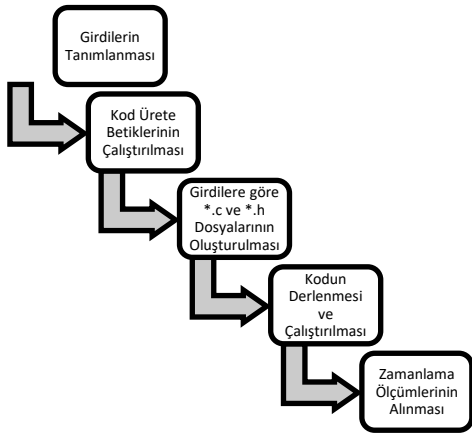 Girdilerin
Tanımlanması
Kod Ürete
Betiklerinin
Çalıştırılması
Girdilere göre
*.c ve *.h
Dosyalarının
Oluşturulması
Kodun
Derlenmesi
ve
Çalıştırılması
Zamanlama
Ölçümlerinin
Alınması